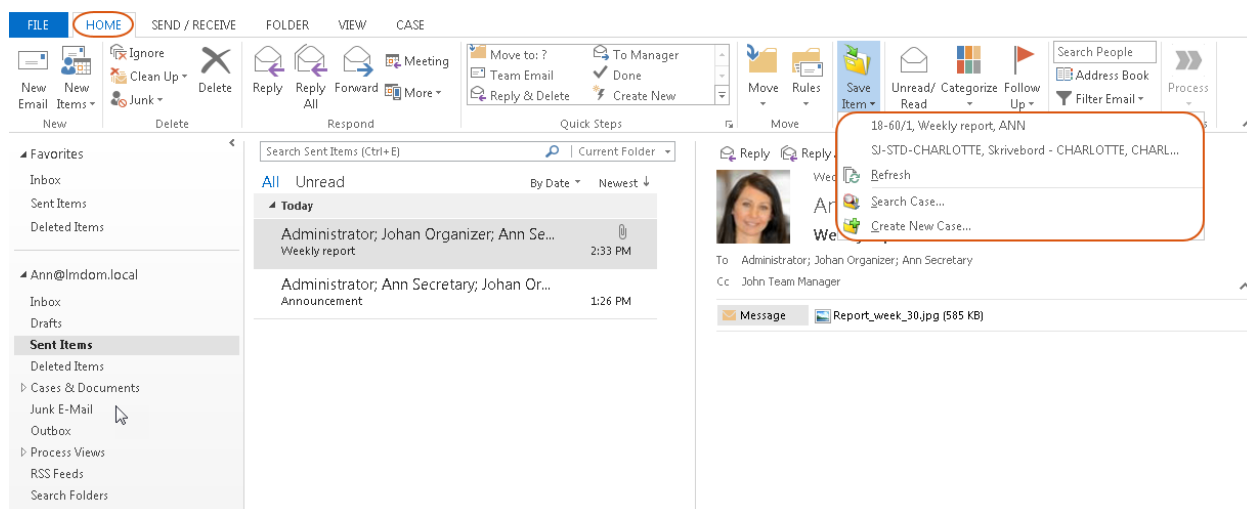 FILE HOME SEND / RECEIVE FOLDER VIEW CASE
New Email
New Items
Ignore
Clean Up
Junk
Delete
Reply
Reply All
Forward
Meeting
More
Move to: ?
Team Email
Reply & Delete
To Manager
Done
Create New
Move
Rules
Save Item
Unread/ Read
Categorize
Follow Up
Search People
Address Book
Filter Email
Process
New
Delete
Respond
Quick Steps
Move
18-60/1, Weekly report, ANN
SJ-STD-CHARLOTTE, Skrivebord - CHARLOTTE, CHARL...
Refresh
Search Case...
Create New Case...
Favorites
Inbox
Sent Items
Deleted Items
Ann@lmdom.local
Inbox
Drafts
Sent Items
Deleted Items
Cases & Documents
Junk E-Mail
Outbox
Process Views
RSS Feeds
Search Folders
Search Sent Items (Ctrl+E) Current Folder
All Unread By Date Newest
Today
Administrator; Johan Organizer; Ann Se...
Weekly report 2:33 PM
Administrator; Ann Secretary; Johan Or...
Announcement 1:26 PM
Reply Reply
To Administrator; Johan Organizer; Ann Secretary
Cc John Team Manager
Message Report_week_30.jpg (585 KB)